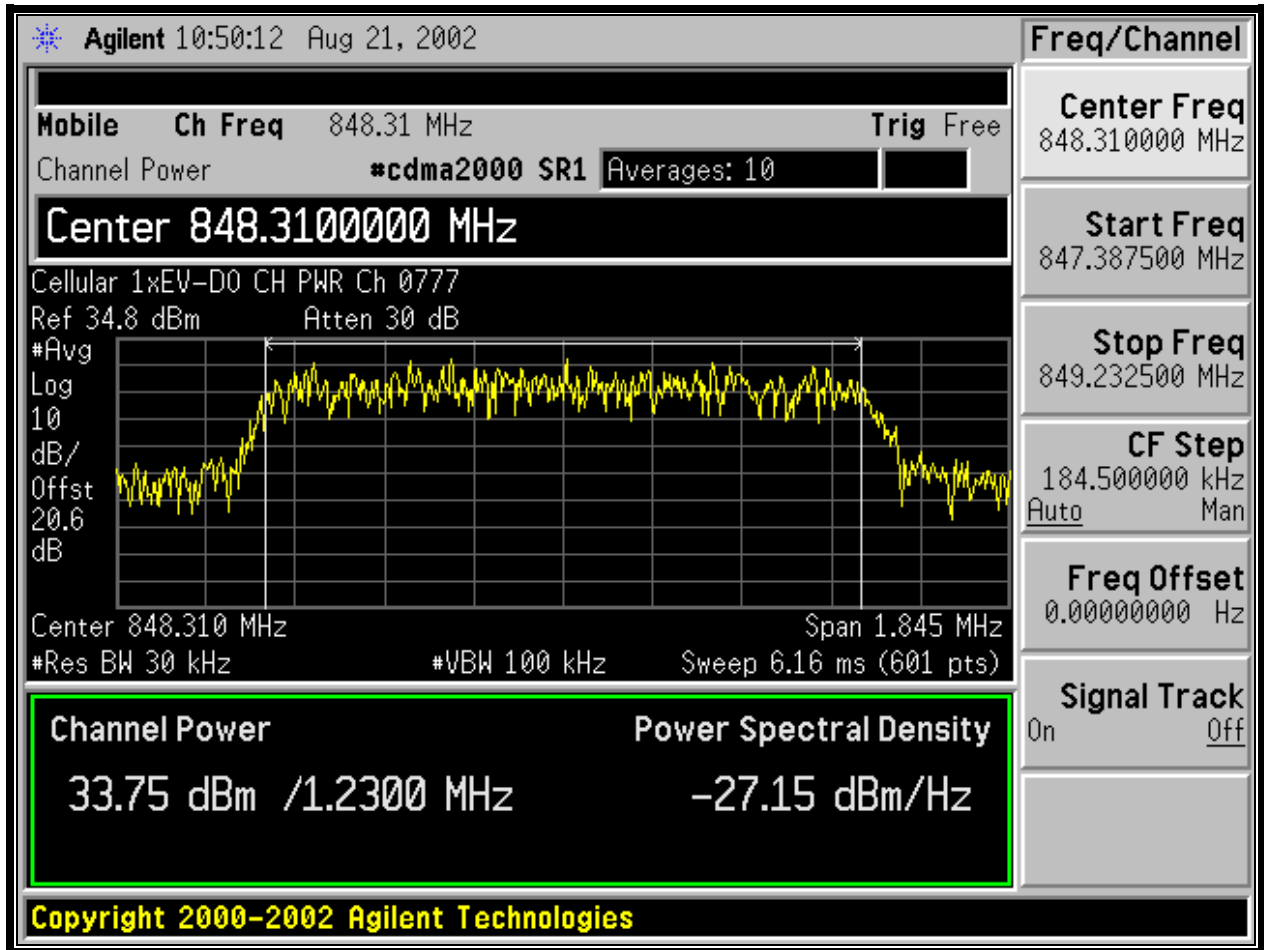 Agilent 10:50:12 Aug 21, 2002
Mobile Ch Freq 848.31 MHz Trig Free
Channel Power #cdma2000 SR1 Averages: 10
Center 848.3100000 MHz
Cellular 1xEV-DO CH PWR Ch 0777
Ref 34.8 dBm Atten 30 dB
#Avg
Log
10
dB/
Offst
20.6
dB
Center 848.310 MHz Span 1.845 MHz
#Res BW 30 kHz #VBW 100 kHz Sweep 6.16 ms (601 pts)
Channel Power Power Spectral Density
33.75 dBm /1.2300 MHz -27.15 dBm/Hz
Freq/Channel
Center Freq
848.310000 MHz
Start Freq
847.387500 MHz
Stop Freq
849.232500 MHz
CF Step
184.500000 kHz
Auto Man
Freq Offset
0.00000000 Hz
Signal Track
On Off
Copyright 2000-2002 Agilent Technologies